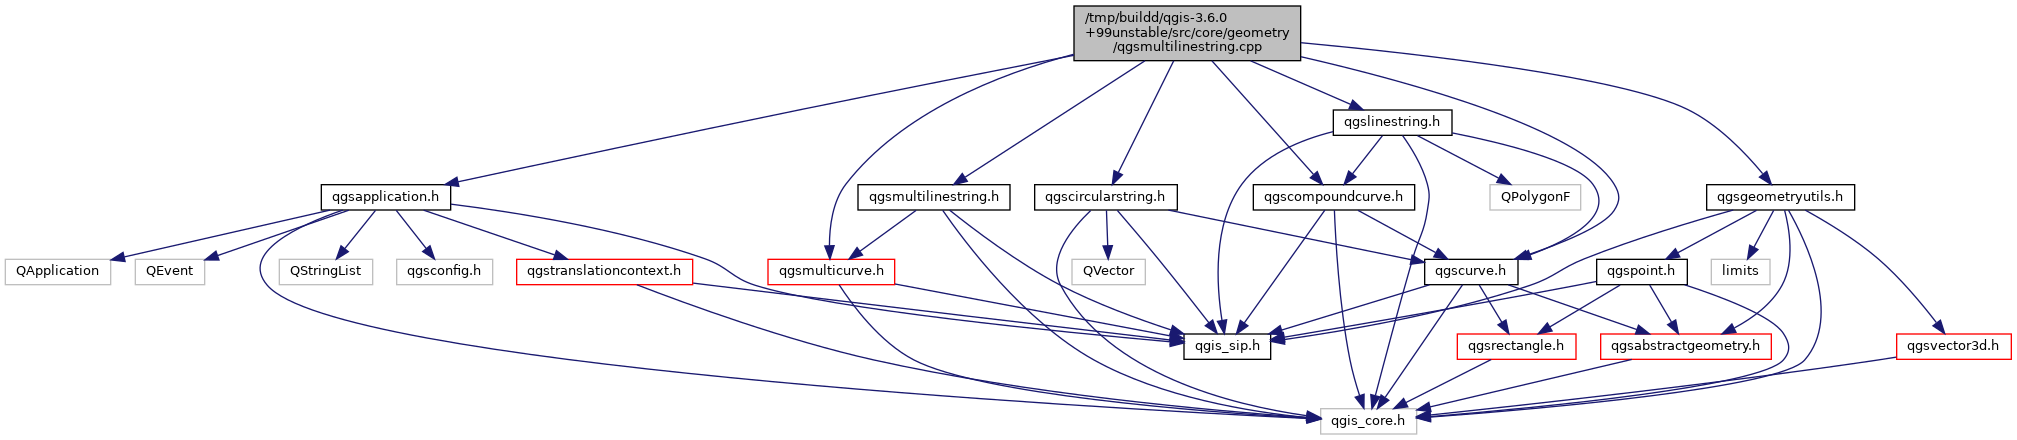 /tmp/buildd/qgis-3.6.0
+99unstable/src/core/geometry
/qgsmultilinestring.cpp
qgslinestring.h
qgsapplication.h
qgsmultilinestring.h
qgscircularstring.h
qgscompoundcurve.h
QPolygonF
qgsgeometryutils.h
QApplication
QEvent
QStringList
qgsconfig.h
qgstranslationcontext.h
qgsmulticurve.h
QVector
qgscurve.h
qgspoint.h
limits
qgis_sip.h
qgsrectangle.h
qgsabstractgeometry.h
qgsvector3d.h
qgis_core.h